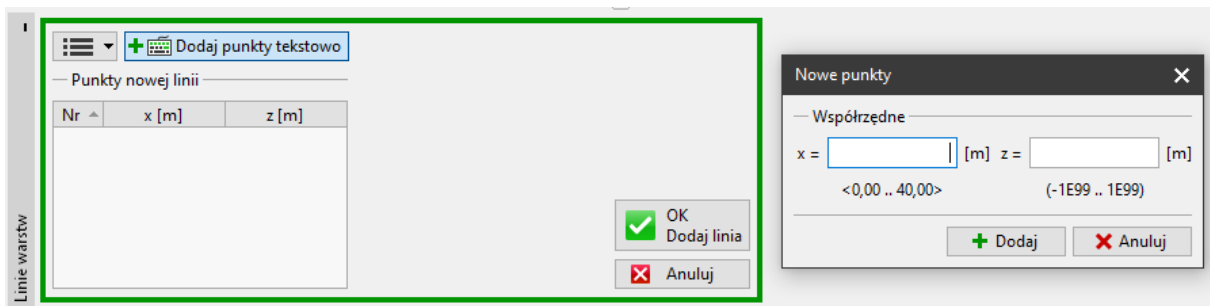 Dodaj punkty tekstowo
Punkty nowej linii
Nr x [m] z [m]
OK
Dodaj linia
Anuluj
Linie warstw
Nowe punkty
Współrzędne
x = [m] z = [m]
<0,00 .. 40,00> (-1E99 .. 1E99)
Dodaj Anuluj